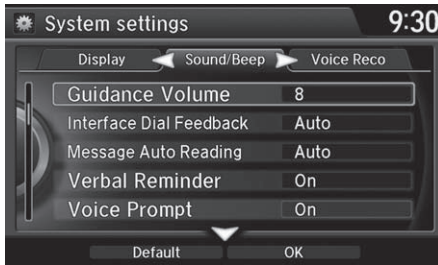 System settings 9:30
Display Sound/Beep Voice Reco
Guidance Volume 8
Interface Dial Feedback Auto
Message Auto Reading Auto
Verbal Reminder On
Voice Prompt On
Default OK